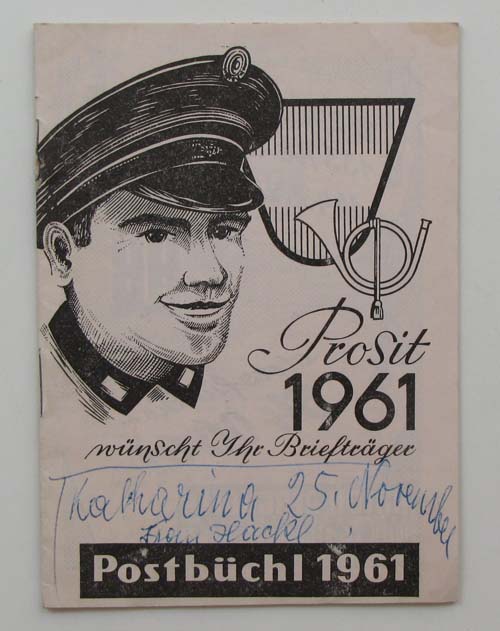 Prosit
1961
wünscht Ihr Briefträger
Katharina 25. November
Frau Hackl
Postbüchl 1961